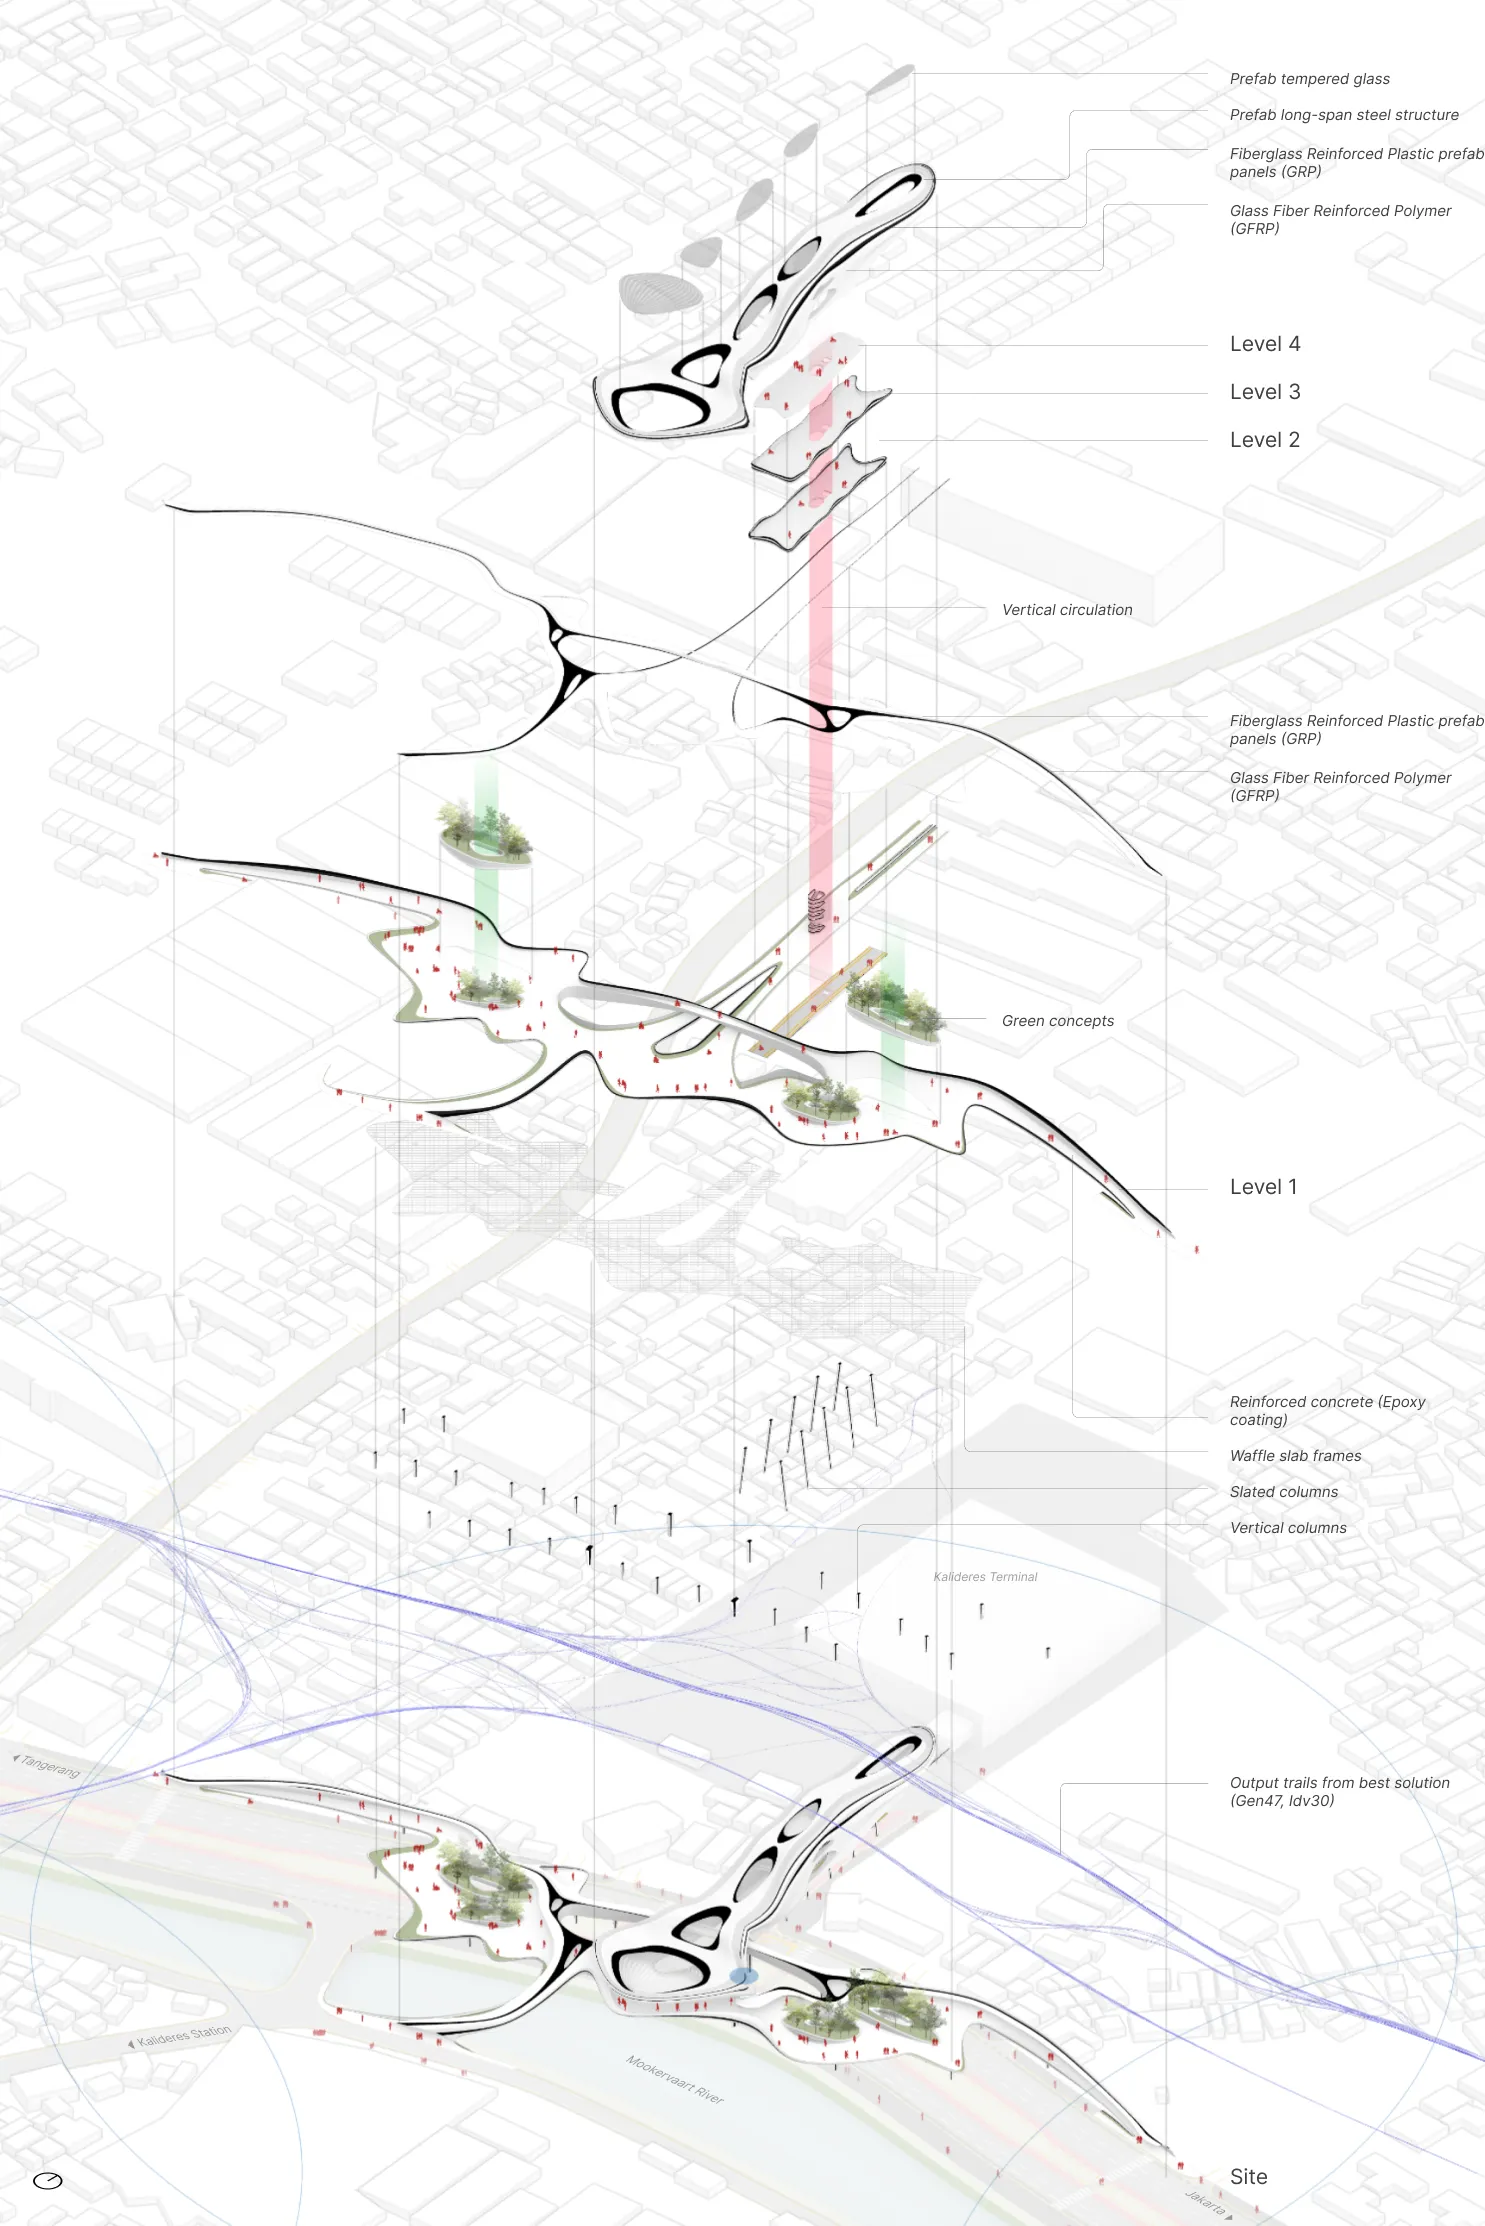 Prefab tempered glass
Prefab long-span steel structure
Fiberglass Reinforced Plastic prefab
panels (GRP)
Glass Fiber Reinforced Polymer
(GFRP)
Level 4
Level 3
Level 2
Vertical circulation
Fiberglass Reinforced Plastic prefab
panels (GRP)
Glass Fiber Reinforced Polymer
(GFRP)
Green concepts
Level 1
Reinforced concrete (Epoxy
coating)
Waffle slab frames
Slated columns
Vertical columns
Kalideres Terminal
Tangerang
Output trails from best solution
(Gen47, Idv30)
Kalideres Station
Mookervaart River
Site
Jakarta